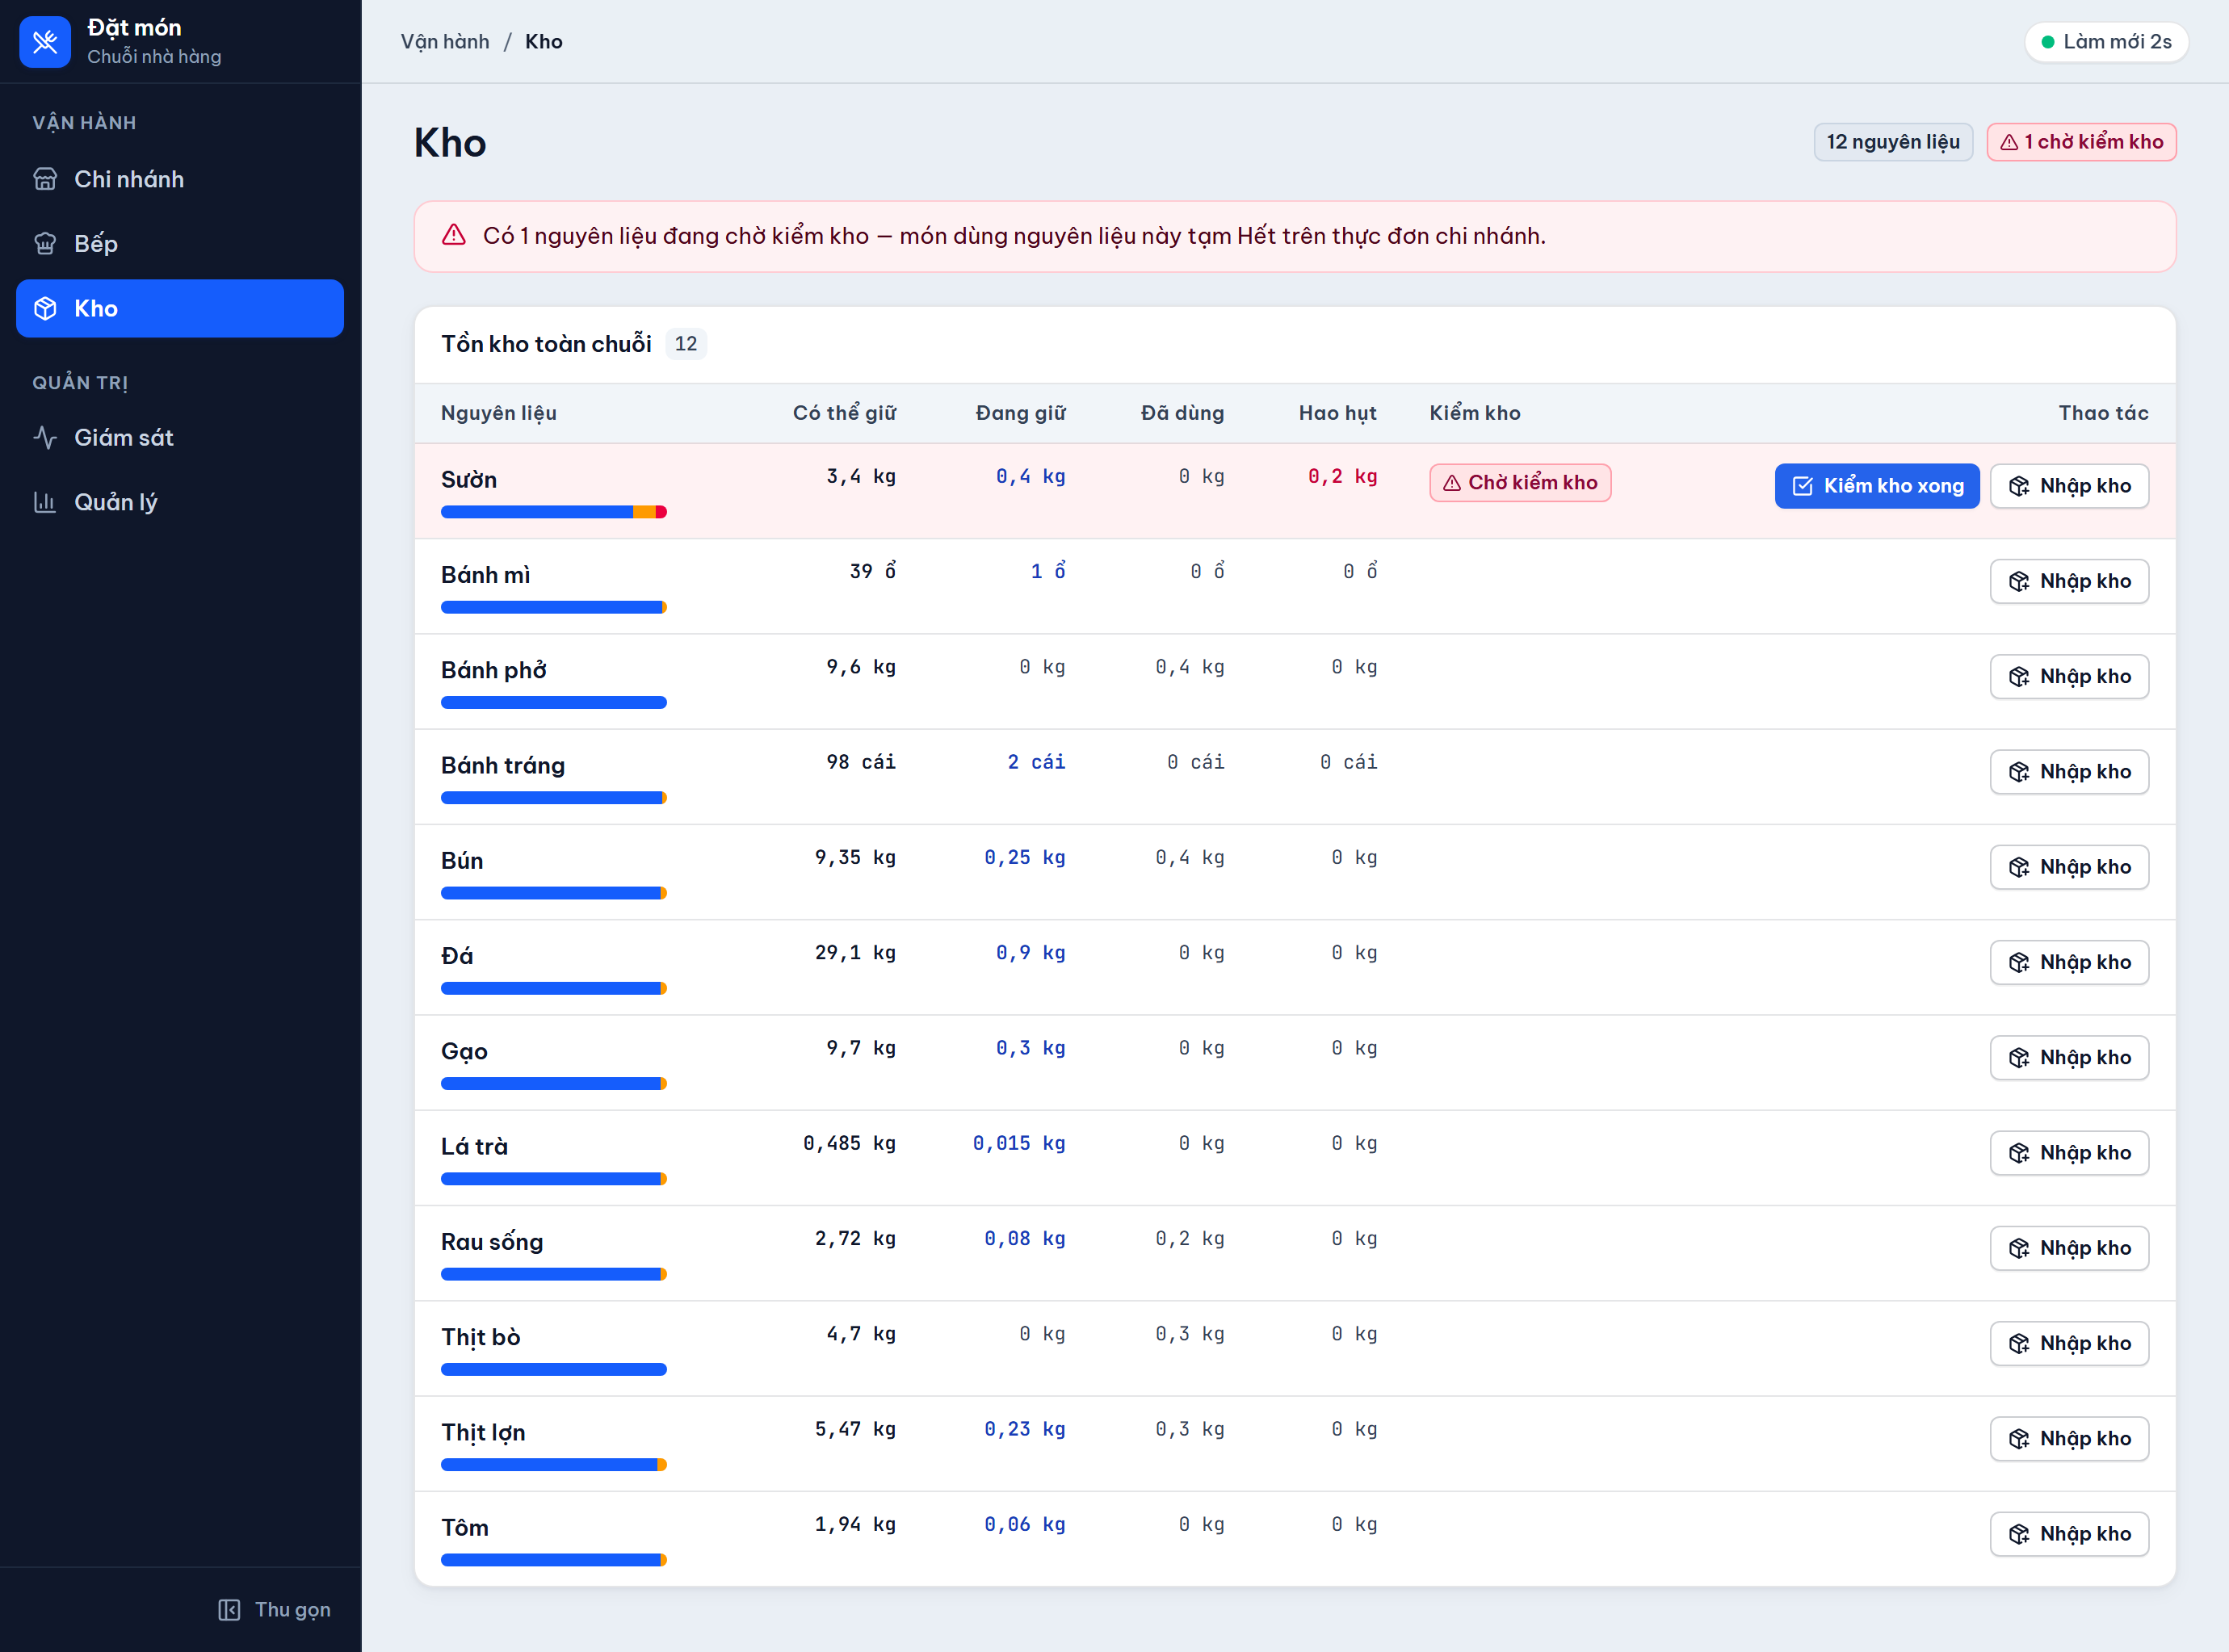 Đặt món
Chuỗi nhà hàng
VẬN HÀNH
Chi nhánh
Bếp
Kho
QUẢN TRỊ
Giám sát
Quản lý
Thu gọn
Vận hành / Kho
Làm mới 2s
Kho
12 nguyên liệu
1 chờ kiểm kho
Có 1 nguyên liệu đang chờ kiểm kho — món dùng nguyên liệu này tạm Hết trên thực đơn chi nhánh.
Tồn kho toàn chuỗi 12
Nguyên liệu Có thể giữ Đang giữ Đã dùng Hao hụt Kiểm kho Thao tác
Sườn 3,4 kg 0,4 kg 0 kg 0,2 kg Chờ kiểm kho Kiểm kho xong Nhập kho
Bánh mì 39 ổ 1 ổ 0 ổ 0 ổ Nhập kho
Bánh phở 9,6 kg 0 kg 0,4 kg 0 kg Nhập kho
Bánh tráng 98 cái 2 cái 0 cái 0 cái Nhập kho
Bún 9,35 kg 0,25 kg 0,4 kg 0 kg Nhập kho
Đá 29,1 kg 0,9 kg 0 kg 0 kg Nhập kho
Gạo 9,7 kg 0,3 kg 0 kg 0 kg Nhập kho
Lá trà 0,485 kg 0,015 kg 0 kg 0 kg Nhập kho
Rau sống 2,72 kg 0,08 kg 0,2 kg 0 kg Nhập kho
Thịt bò 4,7 kg 0 kg 0,3 kg 0 kg Nhập kho
Thịt lợn 5,47 kg 0,23 kg 0,3 kg 0 kg Nhập kho
Tôm 1,94 kg 0,06 kg 0 kg 0 kg Nhập kho